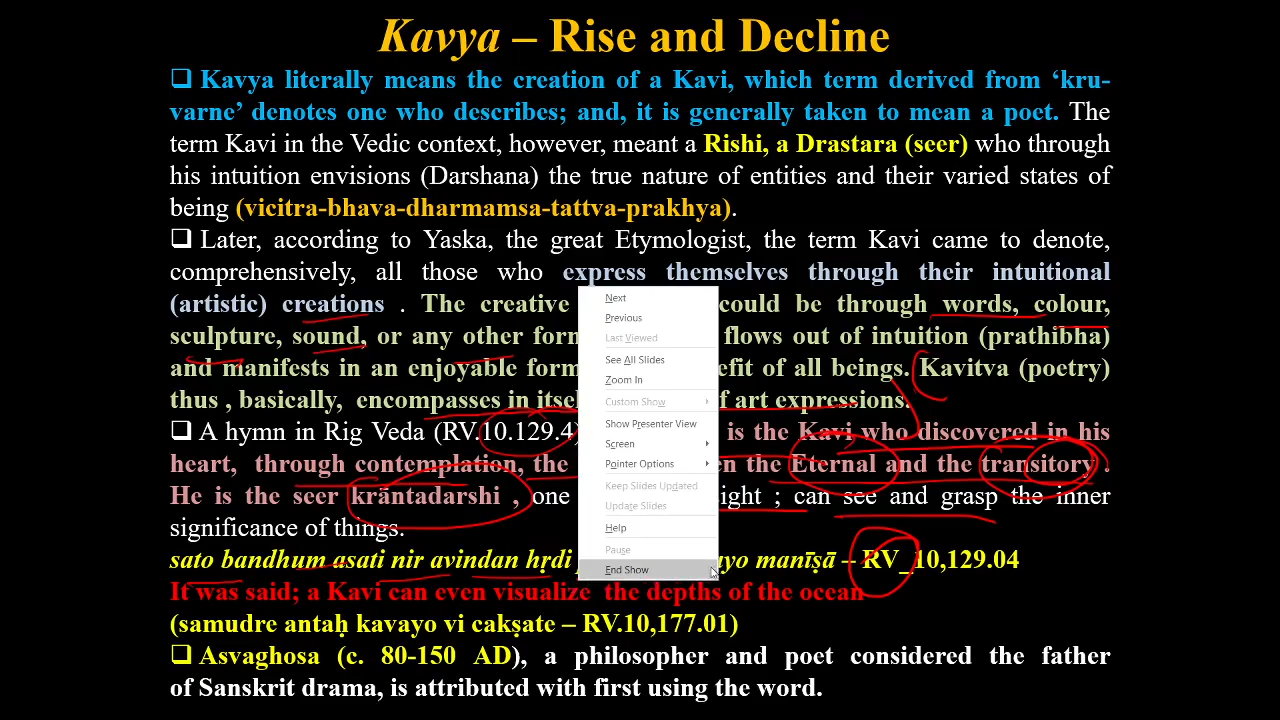 Kavya – Rise and Decline
❑ Kavya literally means the creation of a Kavi, which term derived from ‘kru-
varne’ denotes one who describes; and, it is generally taken to mean a poet. The
term Kavi in the Vedic context, however, meant a Rishi, a Drastara (seer) who through
his intuition envisions (Darshana) the true nature of entities and their varied states of
being (vicitra-bhava-dharmamsa-tattva-prakhya).
❑ Later, according to Yaska, the great Etymologist, the term Kavi came to denote,
comprehensively, all those who express themselves through their intuitional
(artistic) creations . The creative could be through words, colour,
sculpture, sound, or any other flows out of intuition (prathibha)
and manifests in an enjoyable form of all beings. Kavitva (poetry)
thus , basically, encompasses in of art expressions.
❑ A hymn in Rig Veda (RV.10.129.4) is the Kavi who discovered in his
heart, through contemplation, the the Eternal and the transitory .
He is the seer krāntadarshi , one ; can see and grasp the inner
significance of things.
sato bandhum asati nir avindan hṛdi manīṣā – RV_10,129.04
It was said; a Kavi can even visualize the depths of the ocean
(samudre antaḥ kavayo vi cakṣate – RV.10,177.01)
❑ Asvaghosa (c. 80-150 AD), a philosopher and poet considered the father
of Sanskrit drama, is attributed with first using the word.
Next
Previous
Last Viewed
See All Slides
Zoom In
Custom Show
Show Presenter View
Screen
Pointer Options
Keep Slides Updated
Update Slides
Help
Pause
End Show